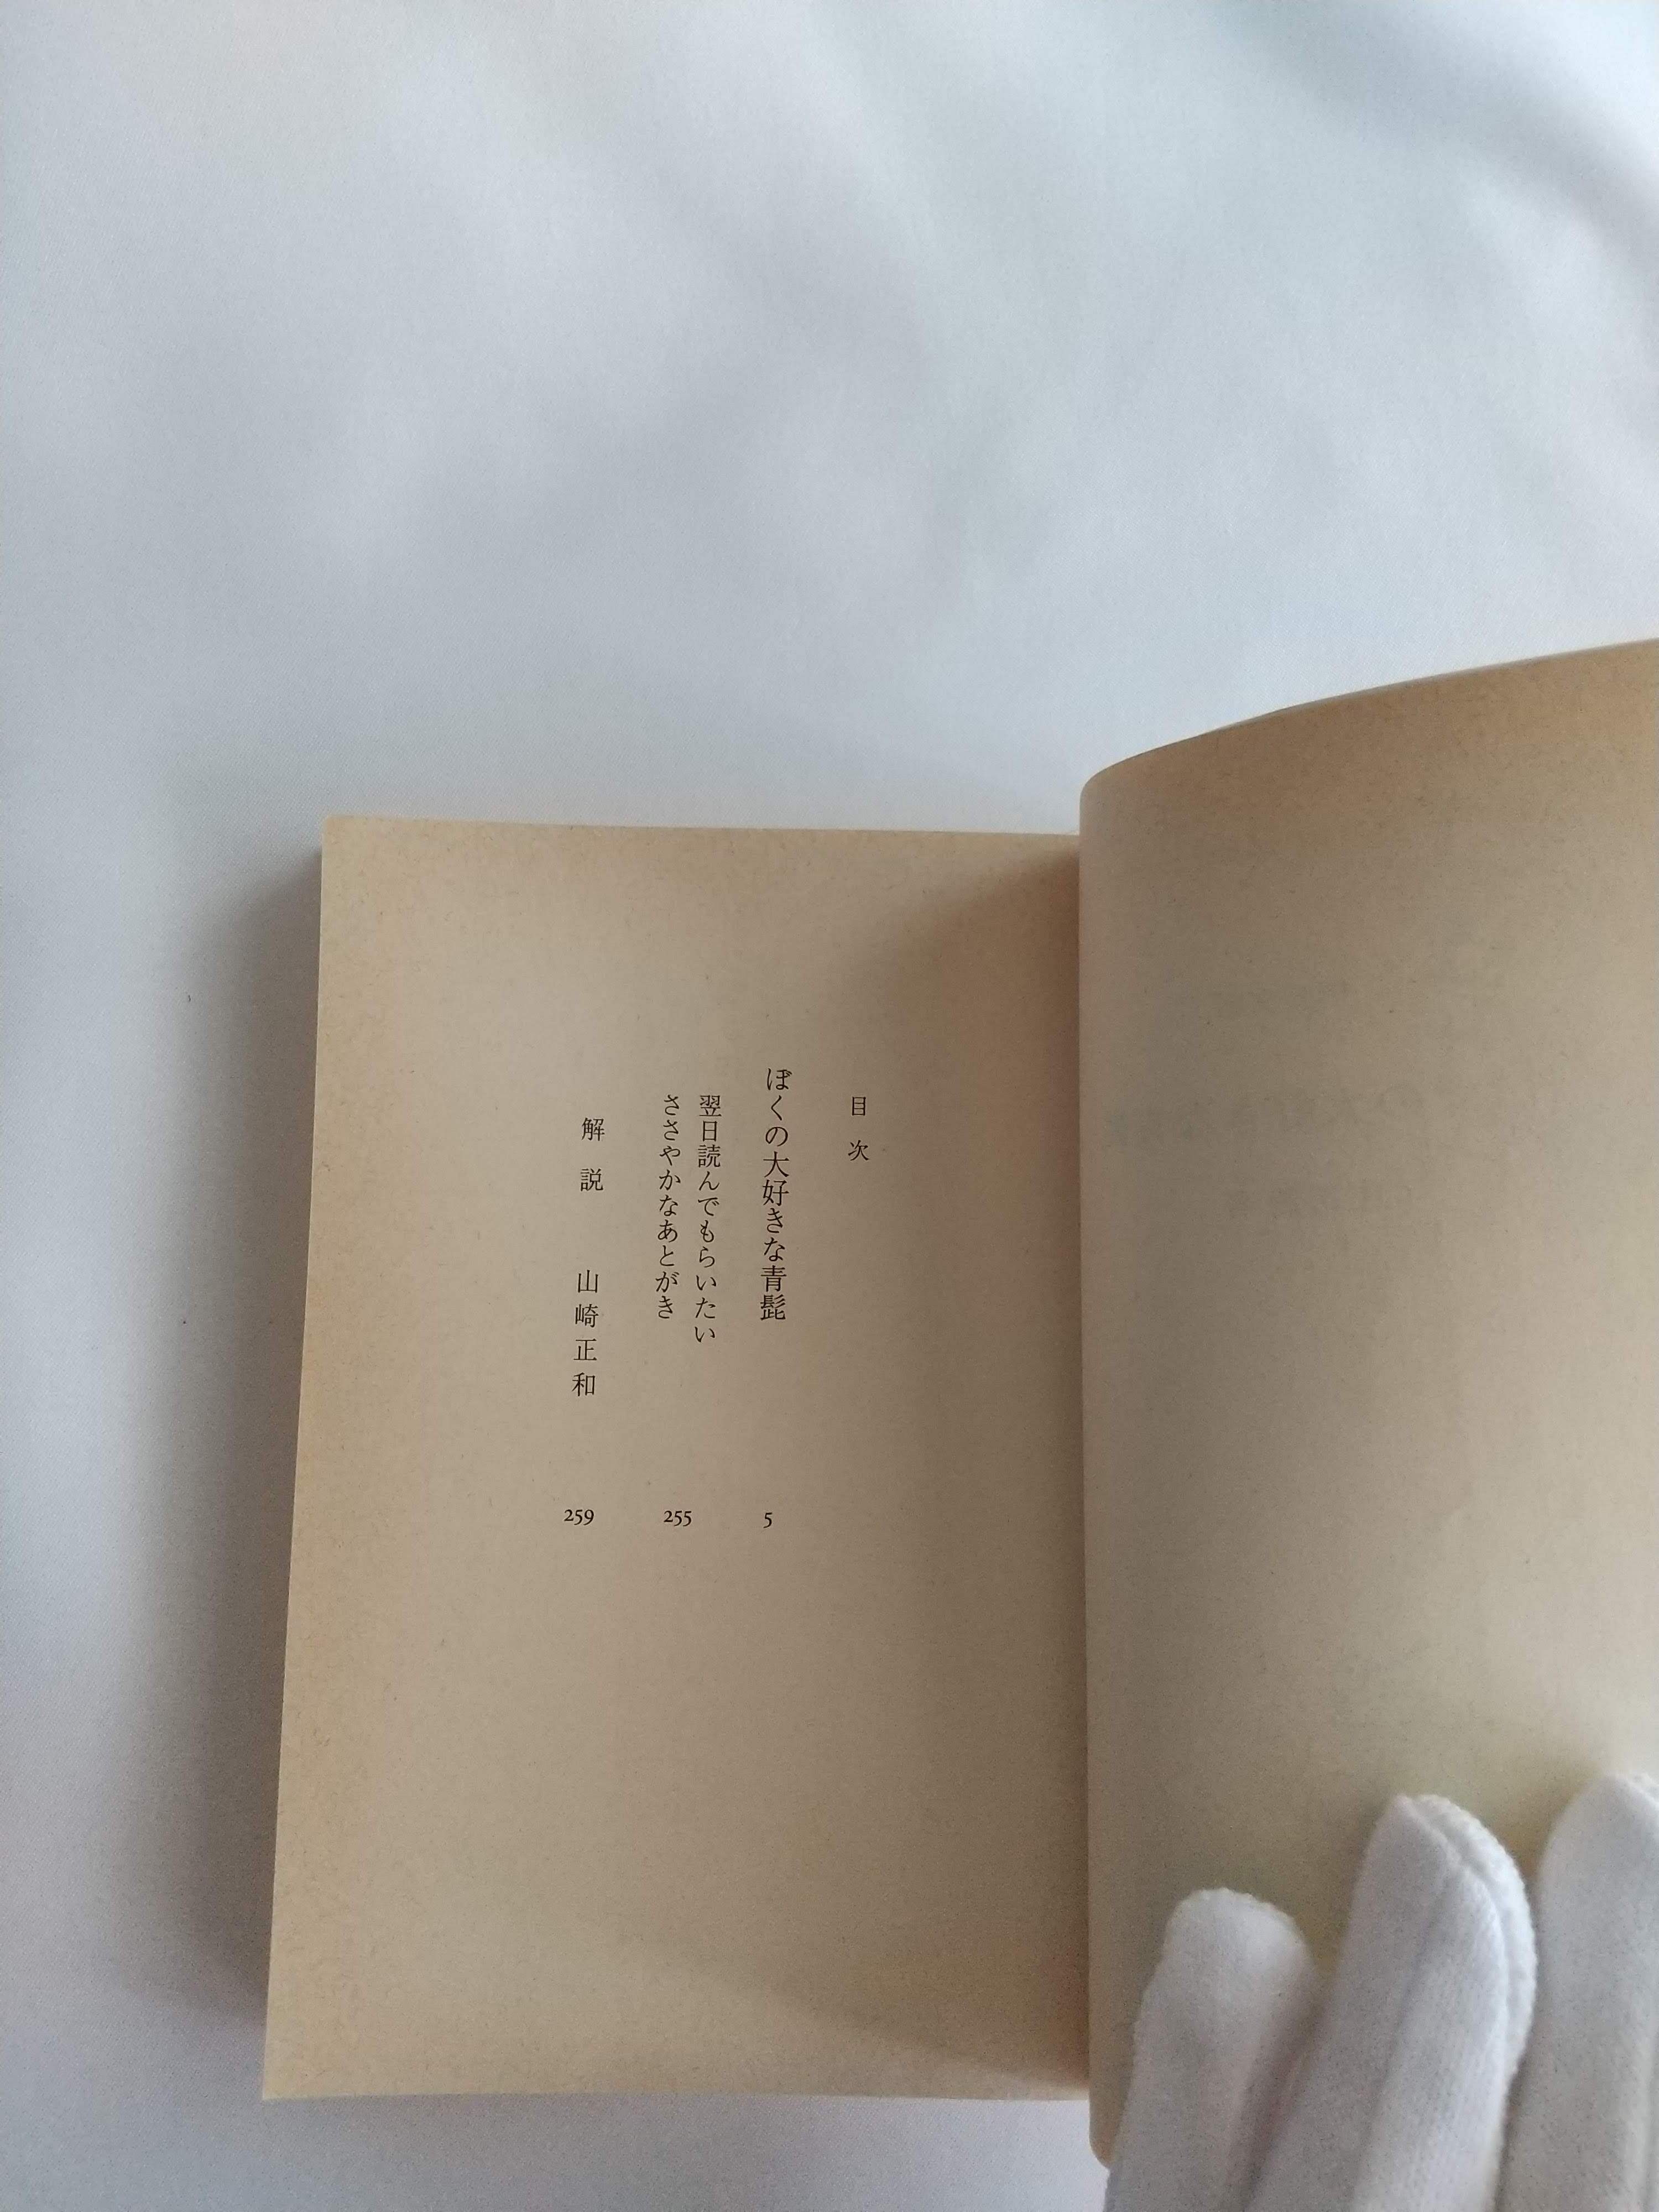 目次
ぼくの大好きな青髭
5
翌日読んでもらいたい
ささやかなあとがき
255
解説　山崎正和
259